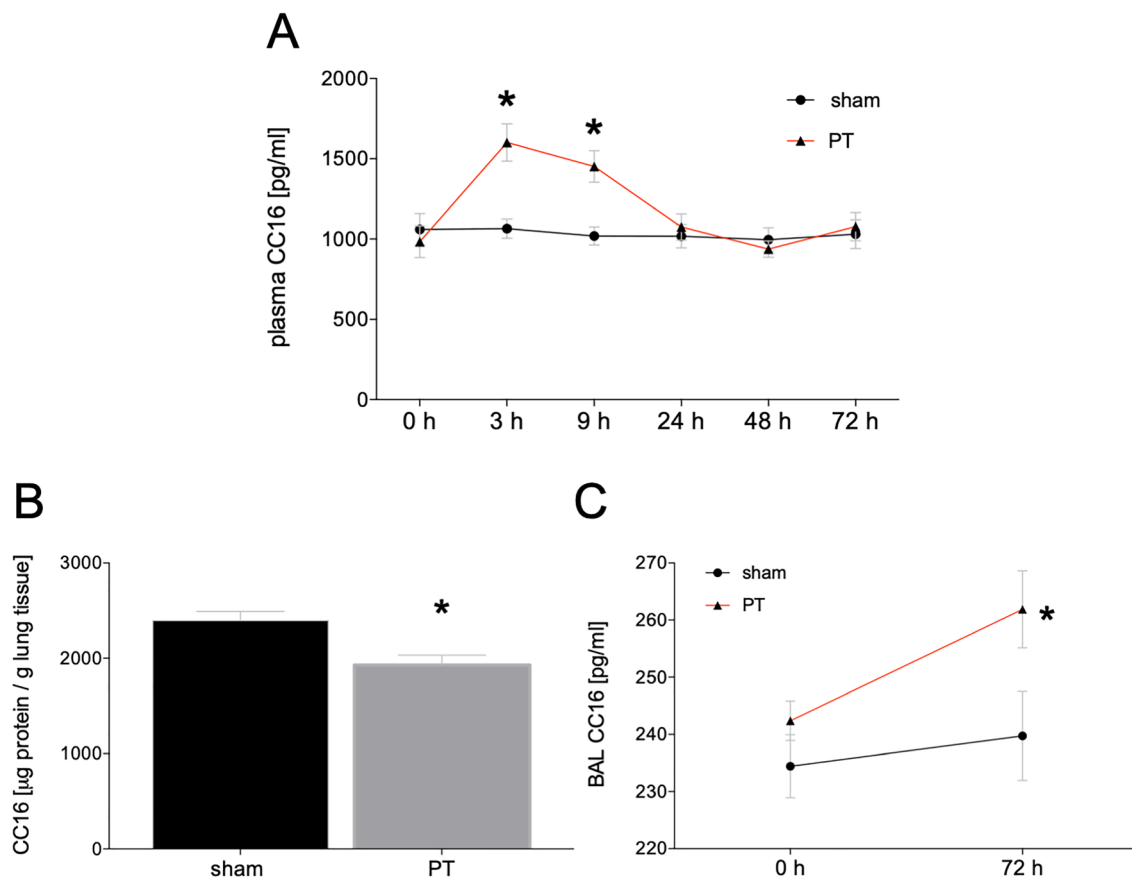 A
plasma CC16 [pg/ml]
2000
1500
1000
500
0
* *
sham
PT
0 h 3 h 9 h 24 h 48 h 72 h
B
CC16 [µg protein / g lung tissue]
3000
2000
1000
0
*
sham PT
C
BAL CC16 [pg/ml]
270
260
250
240
230
220
sham
PT
*
0 h 72 h